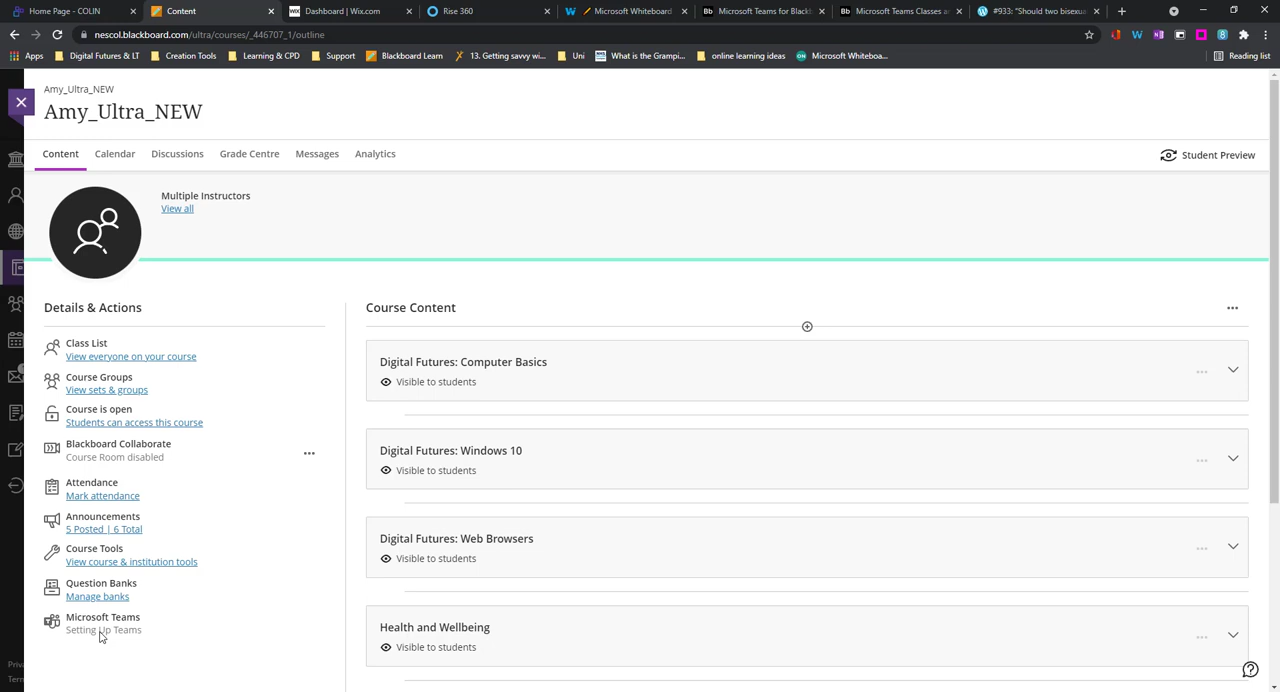 Home Page - COLIN
Content
Dashboard | Wix.com
Rise 360
Microsoft Whiteboard
Microsoft Teams for Blackb
Microsoft Teams Classes a
#933: "Should two bisexua
nescol.blackboard.com/ultra/courses/_446707_1/outline
Apps
Digital Futures & LT
Creation Tools
Learning & CPD
Support
Blackboard Learn
13. Getting savvy wi...
Uni
What is the Grampi...
online learning ideas
Microsoft Whiteboa...
Reading list
Amy_Ultra_NEW
Amy_Ultra_NEW
Content
Calendar
Discussions
Grade Centre
Messages
Analytics
Student Preview
Multiple Instructors
View all
Details & Actions
Class List
View everyone on your course
Course Groups
View sets & groups
Course is open
Students can access this course
Blackboard Collaborate
Course Room disabled
Attendance
Mark attendance
Announcements
5 Posted | 6 Total
Course Tools
View course & institution tools
Question Banks
Manage banks
Microsoft Teams
Setting Up Teams
Course Content
Digital Futures: Computer Basics
Visible to students
Digital Futures: Windows 10
Visible to students
Digital Futures: Web Browsers
Visible to students
Health and Wellbeing
Visible to students
Priva
Term